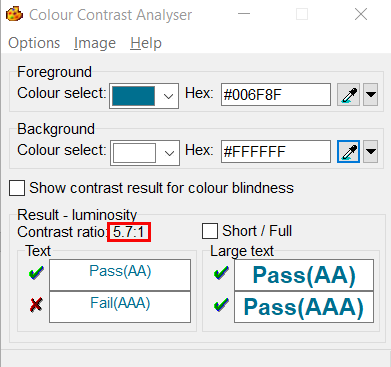 Colour Contrast Analyser
Options Image Help
Foreground
Colour select: Hex: #006F8F
Background
Colour select: Hex: #FFFFFF
Show contrast result for colour blindness
Result - luminosity
Contrast ratio: 5.7:1 Short / Full
Text Large text
Pass(AA) Pass(AA)
Fail(AAA) Pass(AAA)